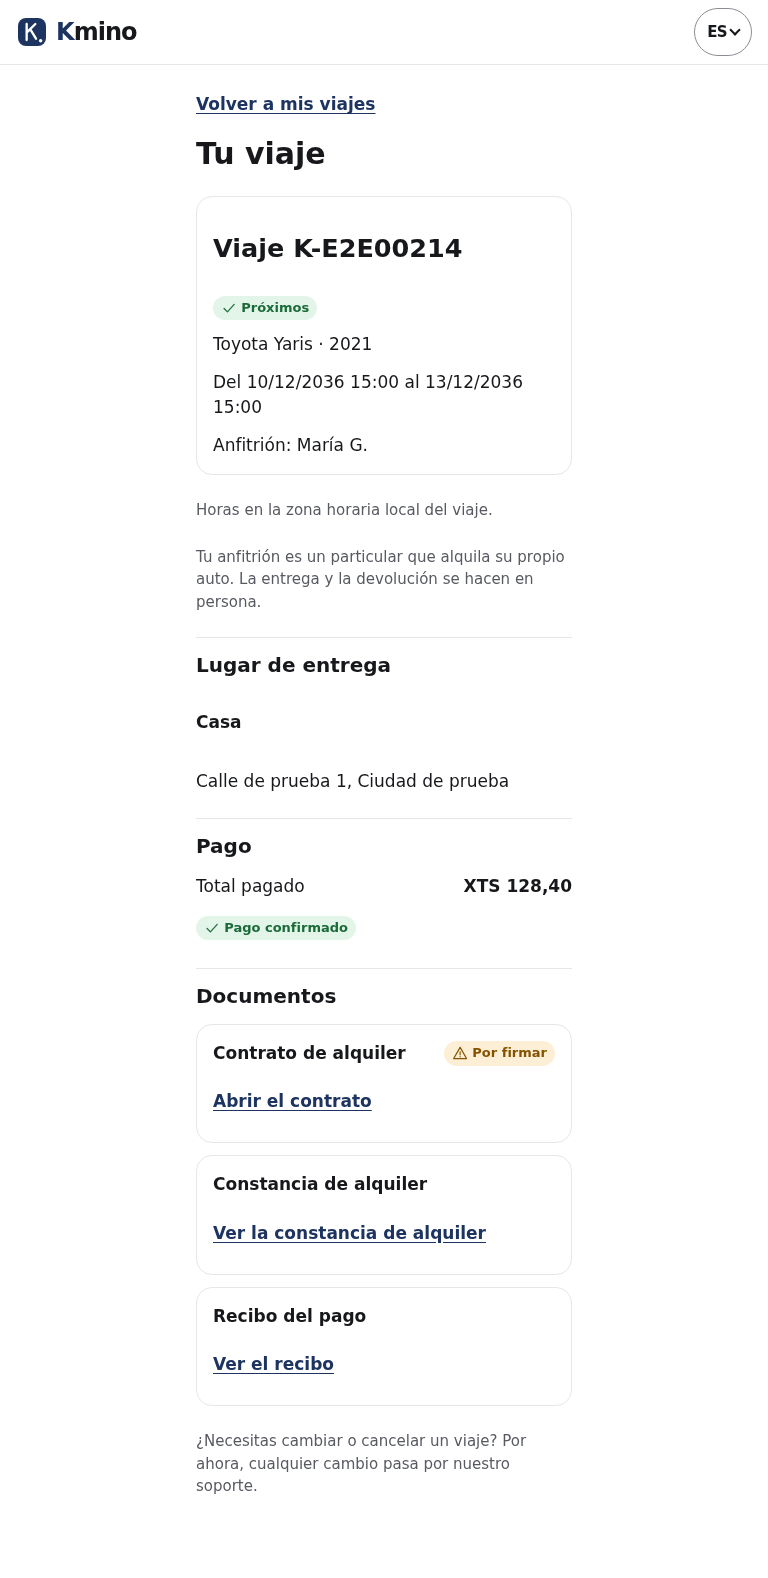 K. Kmino
ES
Volver a mis viajes
Tu viaje
Viaje K-E2E00214
Próximos
Toyota Yaris · 2021
Del 10/12/2036 15:00 al 13/12/2036
15:00
Anfitrión: María G.
Horas en la zona horaria local del viaje.
Tu anfitrión es un particular que alquila su propio
auto. La entrega y la devolución se hacen en
persona.
Lugar de entrega
Casa
Calle de prueba 1, Ciudad de prueba
Pago
Total pagado XTS 128,40
Pago confirmado
Documentos
Contrato de alquiler Por firmar
Abrir el contrato
Constancia de alquiler
Ver la constancia de alquiler
Recibo del pago
Ver el recibo
¿Necesitas cambiar o cancelar un viaje? Por
ahora, cualquier cambio pasa por nuestro
soporte.